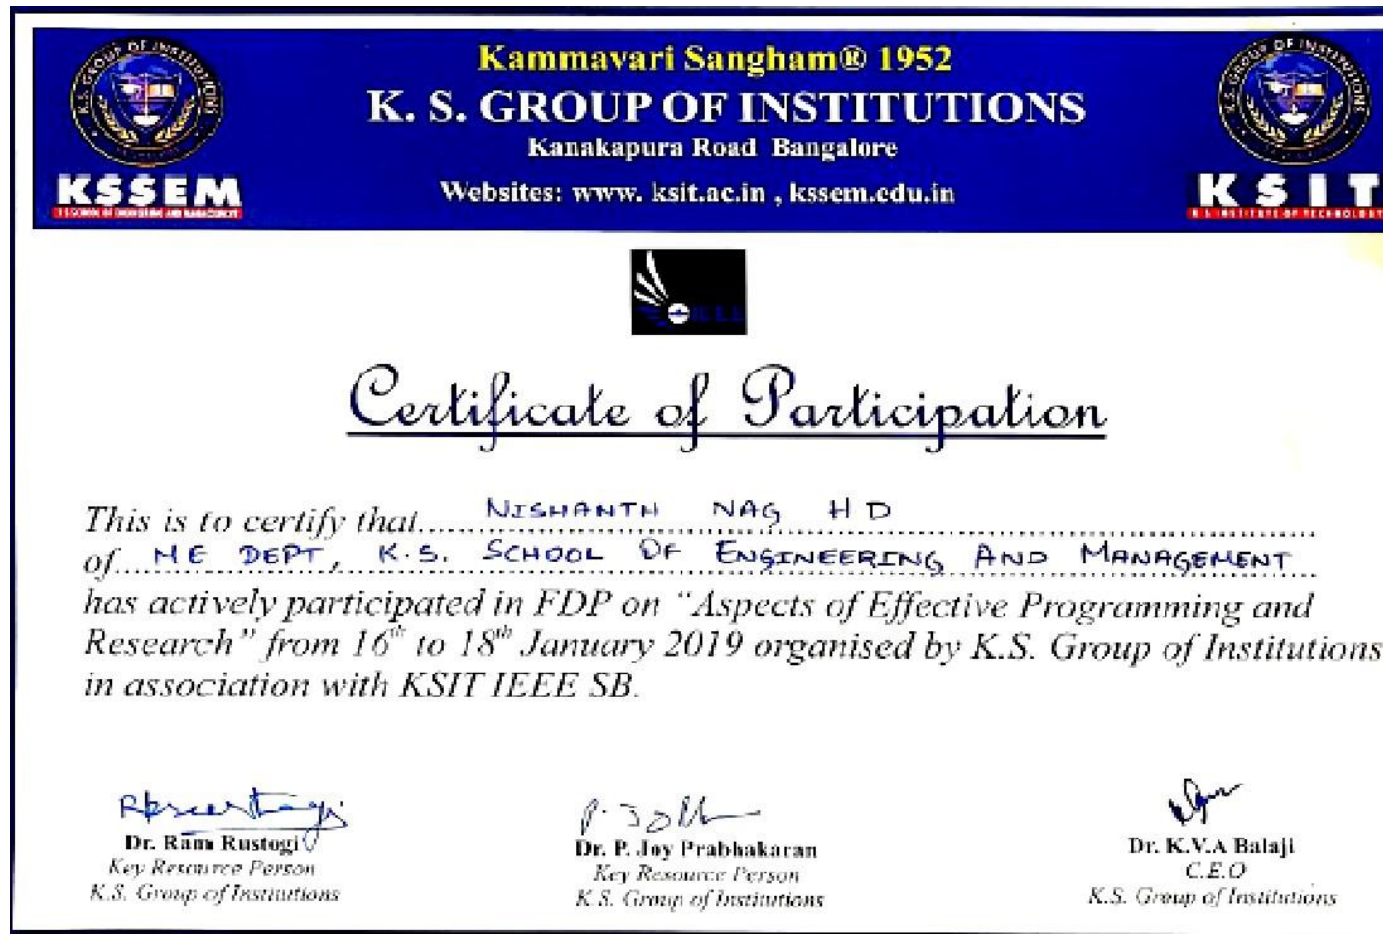 Kammavari Sangham® 1952
K. S. GROUP OF INSTITUTIONS
Kanakapura Road Bangalore
Websites: www. ksit.ac.in , kssem.edu.in
KSSEM
K S I T
K.S. INSTITUTE OF TECHNOLOGY
Certificate of Participation
This is to certify that NISHANTH NAG H D
of ME DEPT, K.S. SCHOOL OF ENGINEERING AND MANAGEMENT
has actively participated in FDP on "Aspects of Effective Programming and
Research" from 16th to 18th January 2019 organised by K.S. Group of Institutions
in association with KSIT IEEE SB.
Dr. Ram Rustogi
Key Resource Person
K.S. Group of Institutions
Dr. P. Joy Prabhakaran
Key Resource Person
K.S. Group of Institutions
Dr. K.V.A Balaji
C.E.O
K.S. Group of Institutions